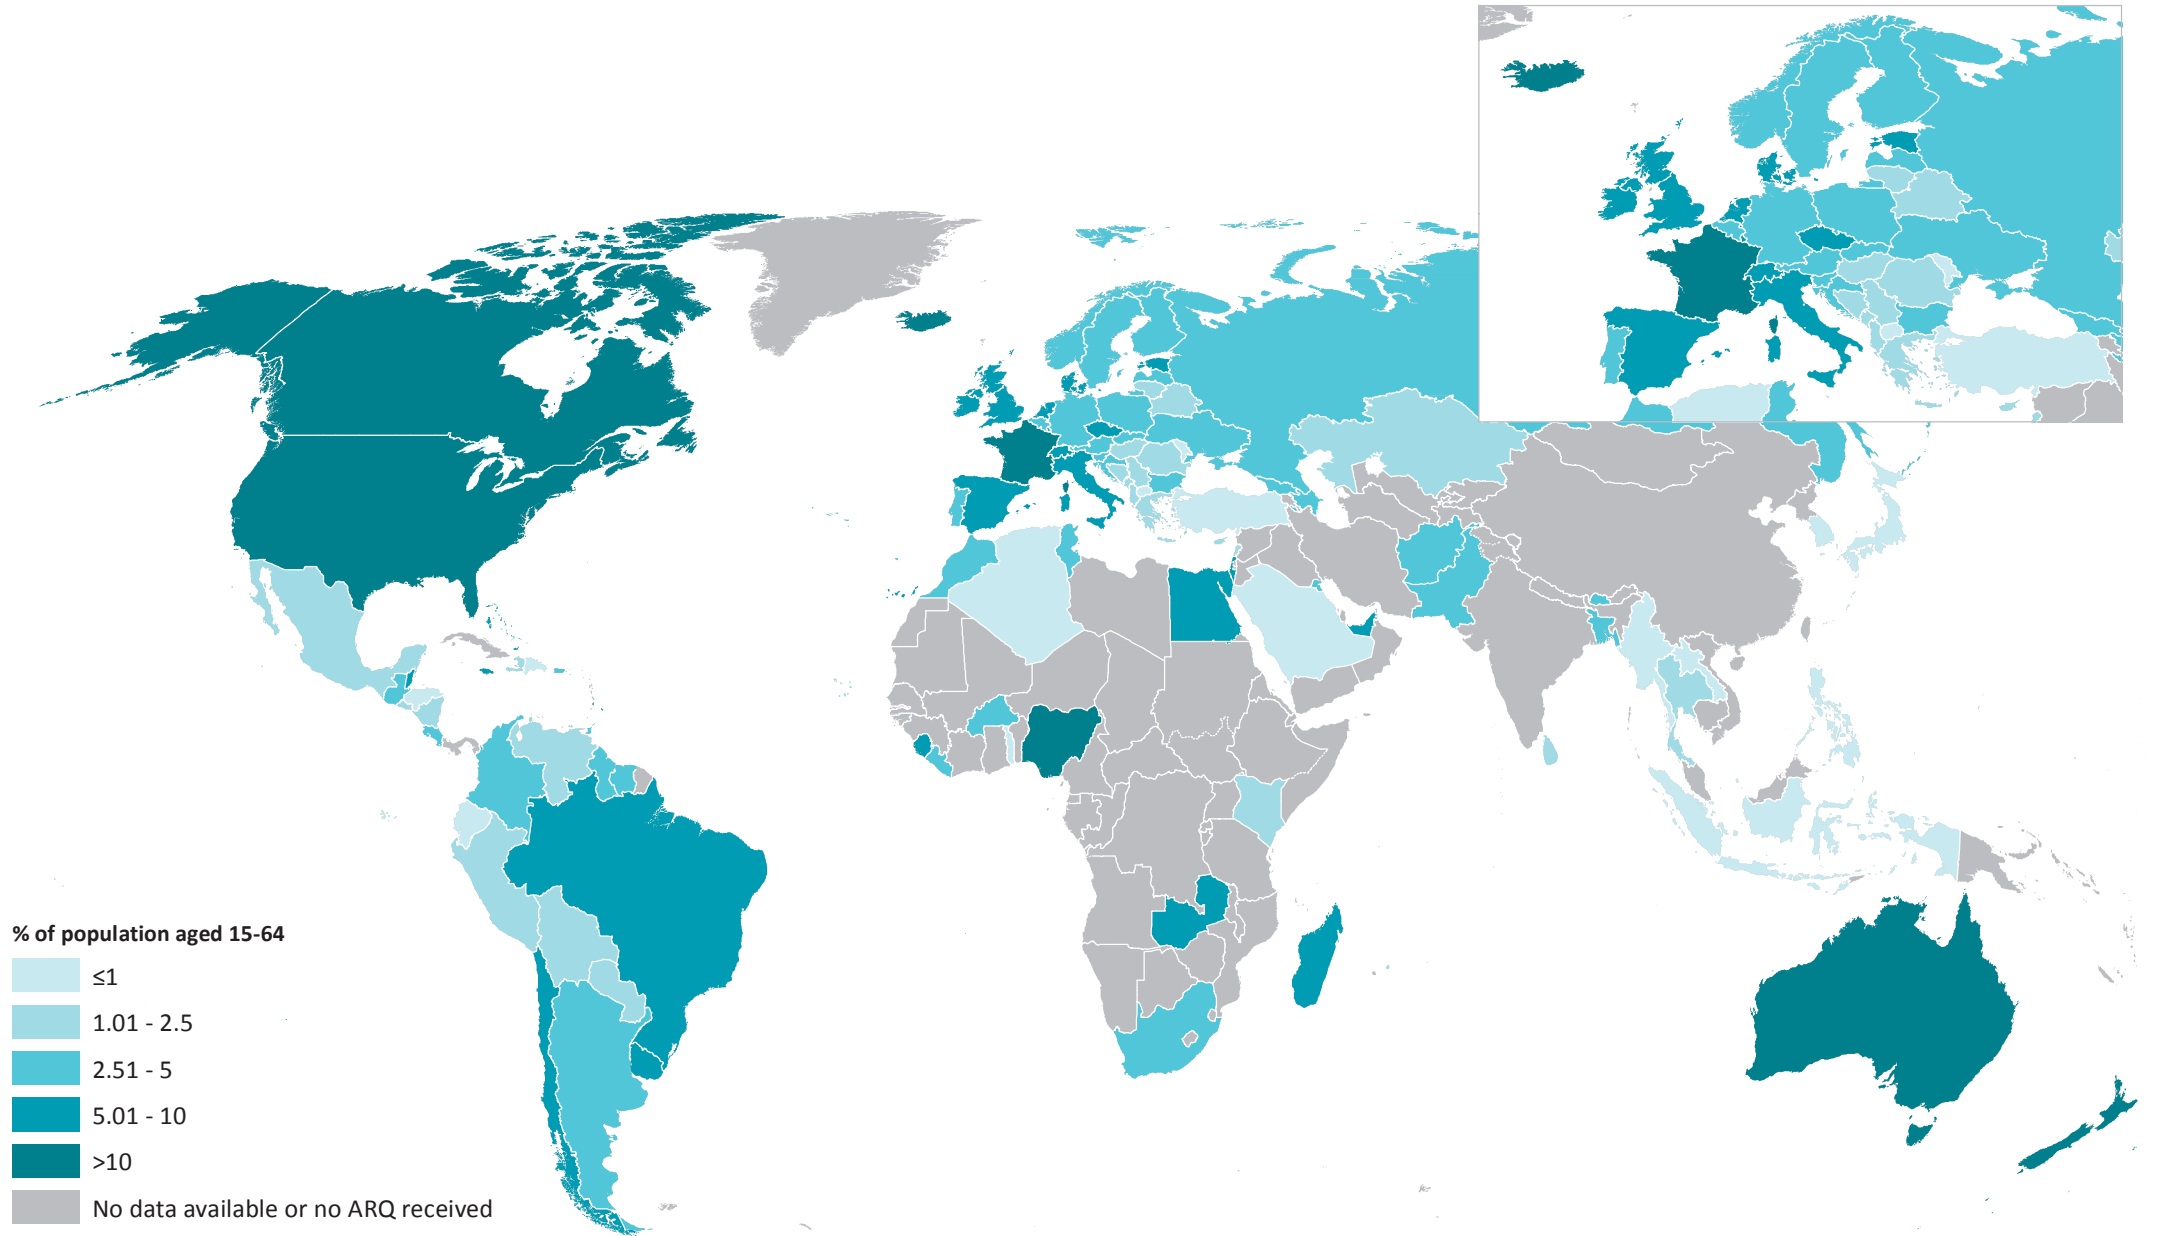 % of population aged 15-64
≤1
1.01 - 2.5
2.51 - 5
5.01 - 10
>10
No data available or no ARQ received